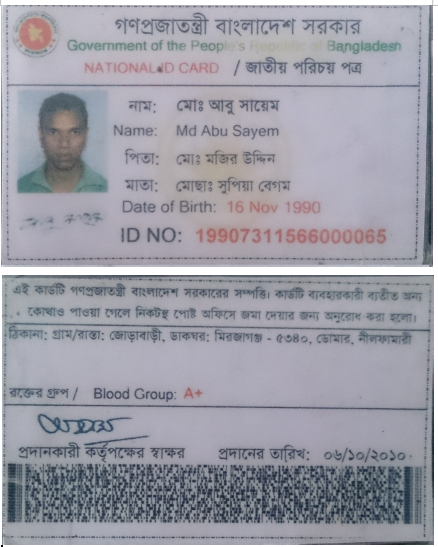 গণপ্রজাতন্ত্রী বাংলাদেশ সরকার
Government of the People's Republic of Bangladesh
NATIONAL ID CARD / জাতীয় পরিচয় পত্র
নাম: মোঃ আবু সায়েম
Name: Md Abu Sayem
পিতা: মোঃ মজির উদ্দিন
মাতা: মোছাঃ সুপিয়া বেগম
Date of Birth: 16 Nov 1990
ID NO: 19907311566000065
এই কার্ডটি গণপ্রজাতন্ত্রী বাংলাদেশ সরকারের সম্পত্তি। কার্ডটি ব্যবহারকারী ব্যতীত অন্য
কোথাও পাওয়া গেলে নিকটস্থ পোষ্ট অফিসে জমা দেয়ার জন্য অনুরোধ করা হলো।
ঠিকানা: গ্রাম/রাস্তা: জোড়াবাড়ী, ডাকঘর: মিরজাগঞ্জ - ৫৩৪০, ডোমার, নীলফামারী
রক্তের গ্রুপ / Blood Group: A+
প্রদানকারী কর্তৃপক্ষের স্বাক্ষর প্রদানের তারিখ: ০৬/১০/২০১০